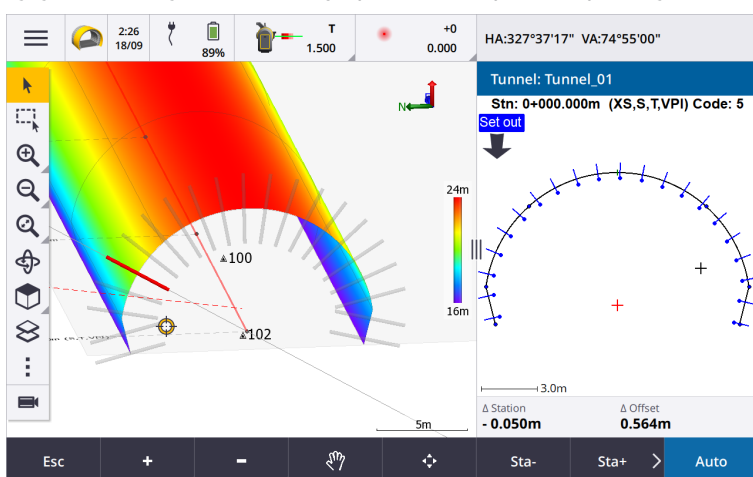 2:26
18/09
89%
T
1.500
+0
0.000
HA:327°37'17" VA:74°55'00"
Tunnel: Tunnel_01
Stn: 0+000.000m (XS,S,T,VPI) Code: 5
Set out
N
24m
16m
100
102
5m
3.0m
Δ Station
- 0.050m
Δ Offset
0.564m
Esc
+
-
Sta-
Sta+
Auto